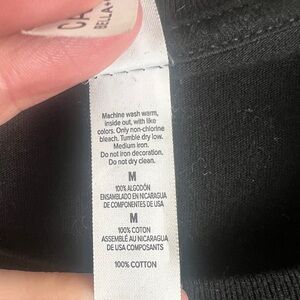 CA
BELLA+
Machine wash warm,
inside out, with like
colors. Only non-chlorine
bleach. Tumble dry low.
Medium iron.
Do not iron decoration.
Do not dry clean.
M
100% ALGODÓN
ENSAMBLADO EN NICARAGUA
DE COMPONENTES DE USA
M
100% COTON
ASSEMBLÉ AU NICARAGUA
DE USA COMPOSANTS
100% COTTON